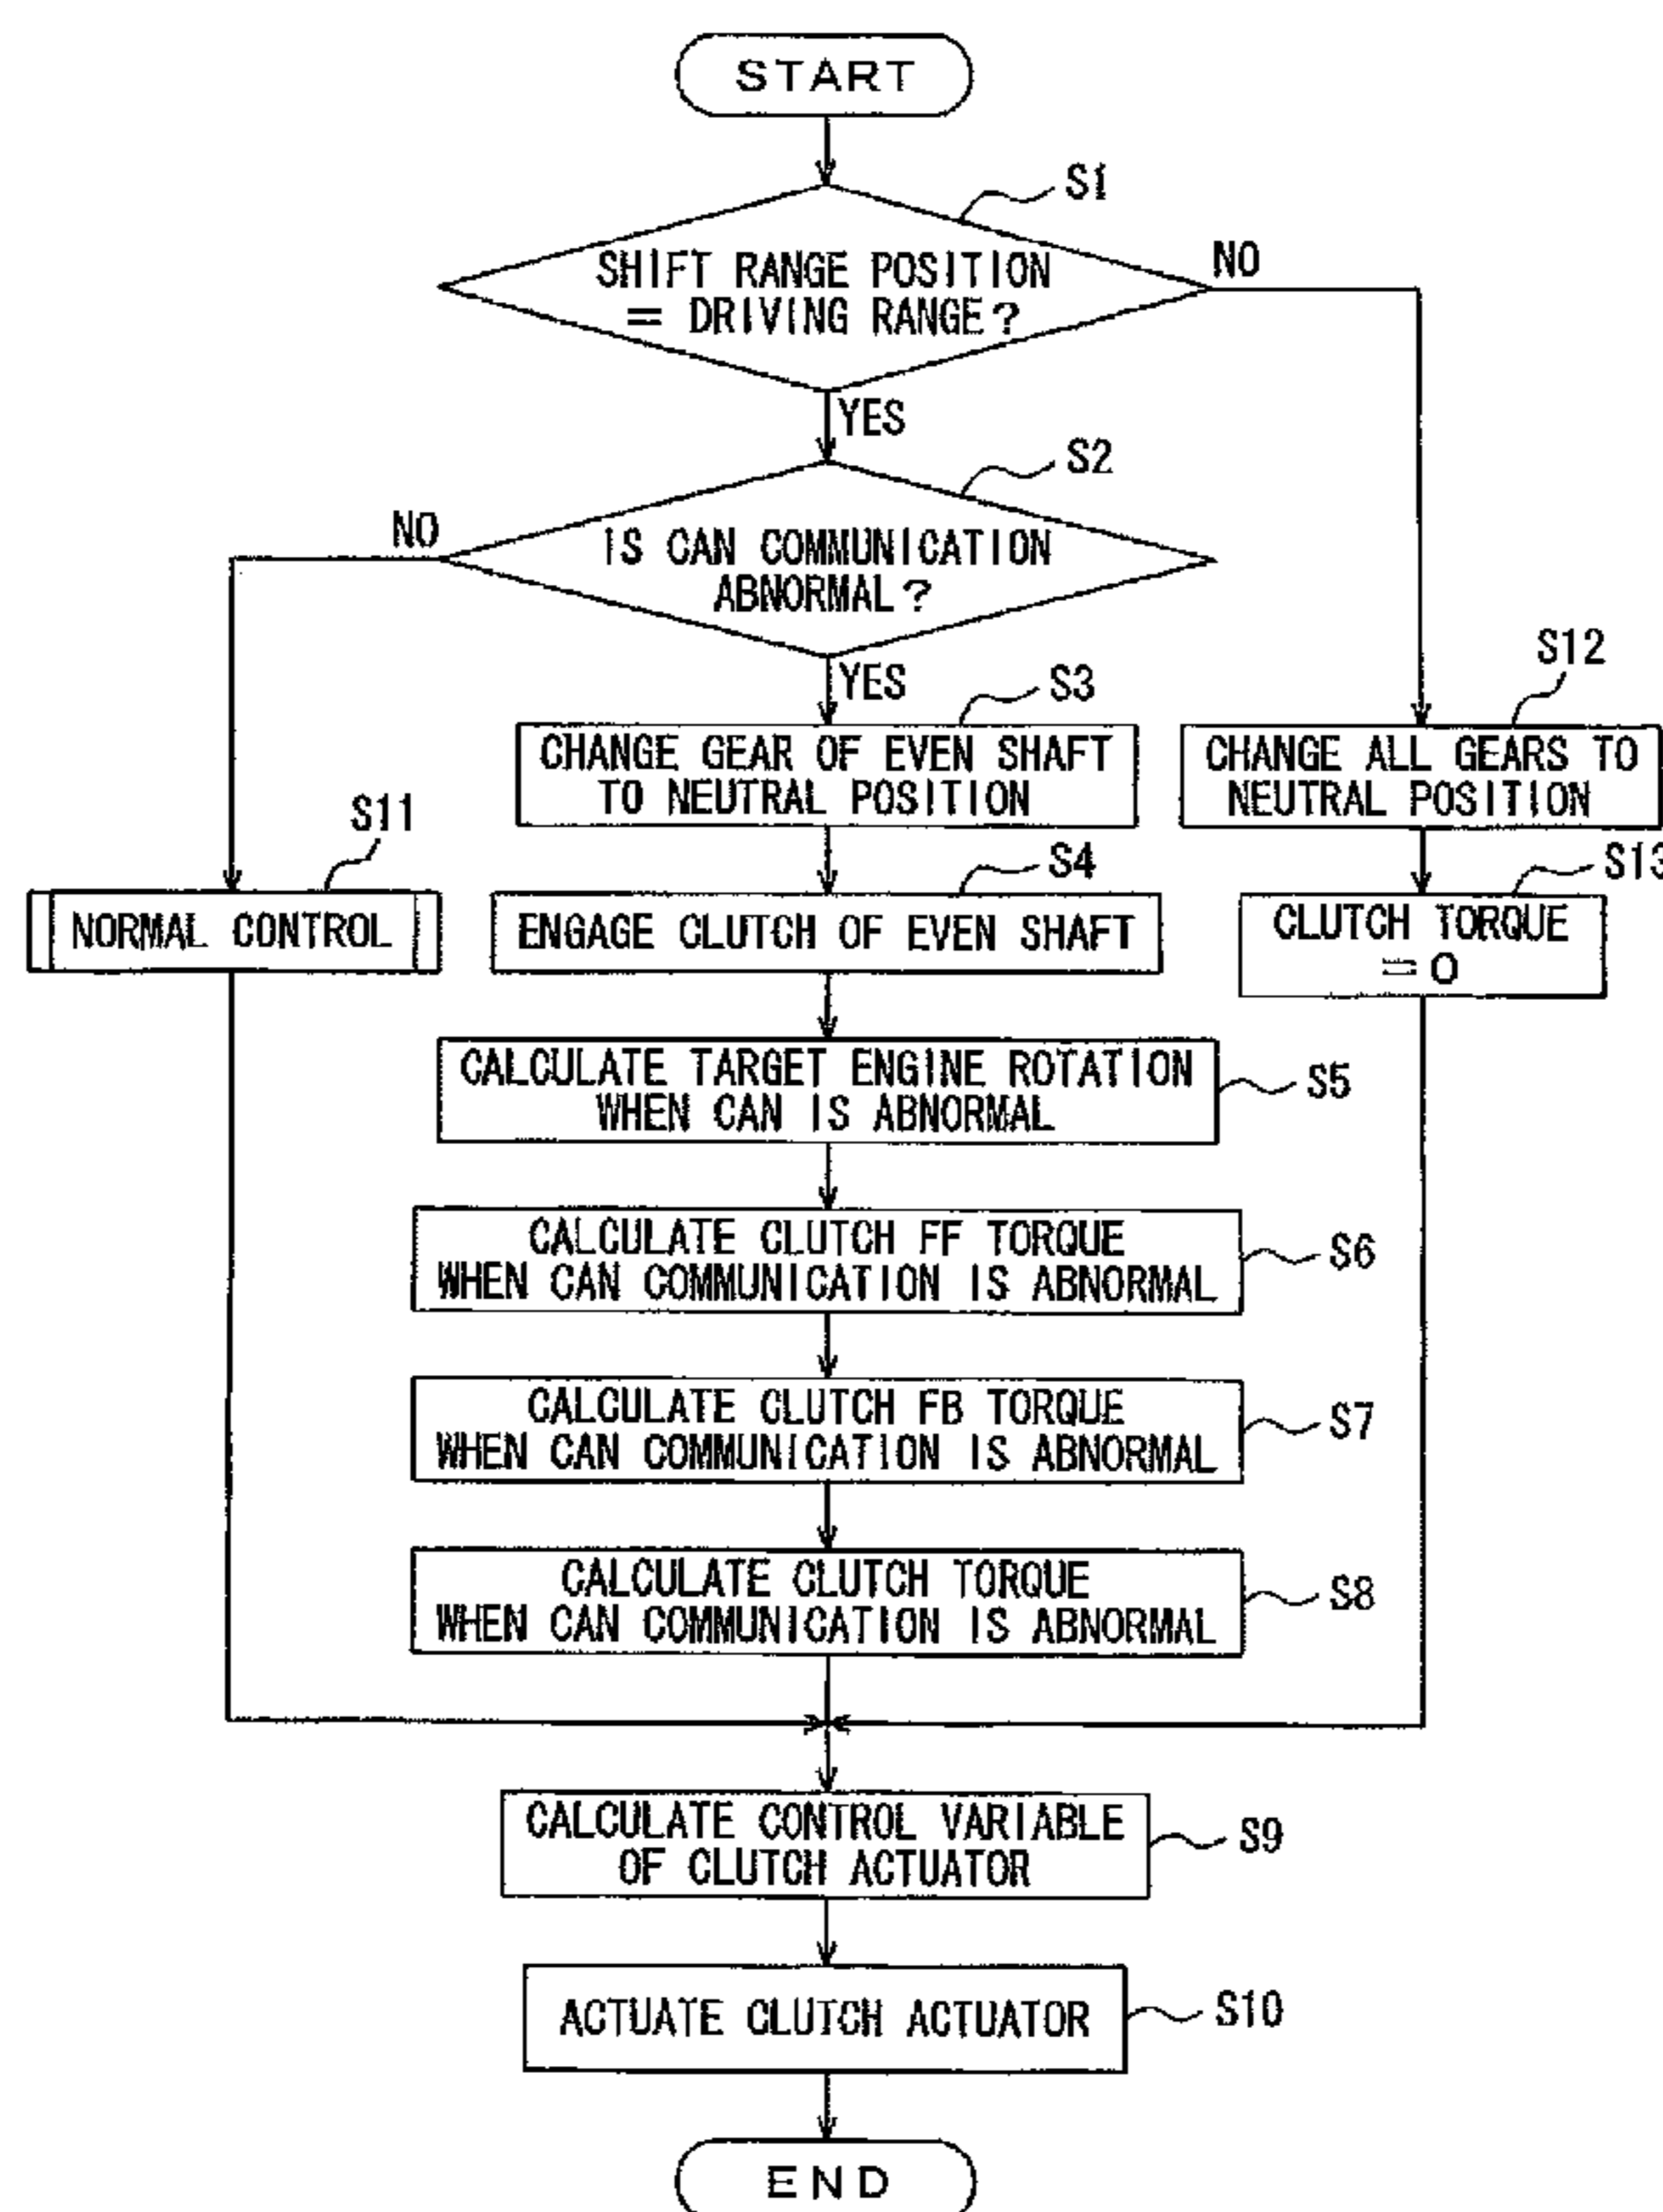 START
S1
SHIFT RANGE POSITION
= DRIVING RANGE?
NO
YES
S2
NO
IS CAN COMMUNICATION
ABNORMAL?
YES
S3
CHANGE GEAR OF EVEN SHAFT
TO NEUTRAL POSITION
S12
CHANGE ALL GEARS TO
NEUTRAL POSITION
S11
NORMAL CONTROL
S4
ENGAGE CLUTCH OF EVEN SHAFT
S13
CLUTCH TORQUE
= 0
CALCULATE TARGET ENGINE ROTATION
WHEN CAN IS ABNORMAL
S5
CALCULATE CLUTCH FF TORQUE
WHEN CAN COMMUNICATION IS ABNORMAL
S6
CALCULATE CLUTCH FB TORQUE
WHEN CAN COMMUNICATION IS ABNORMAL
S7
CALCULATE CLUTCH TORQUE
WHEN CAN COMMUNICATION IS ABNORMAL
S8
CALCULATE CONTROL VARIABLE
OF CLUTCH ACTUATOR
S9
ACTUATE CLUTCH ACTUATOR
S10
END